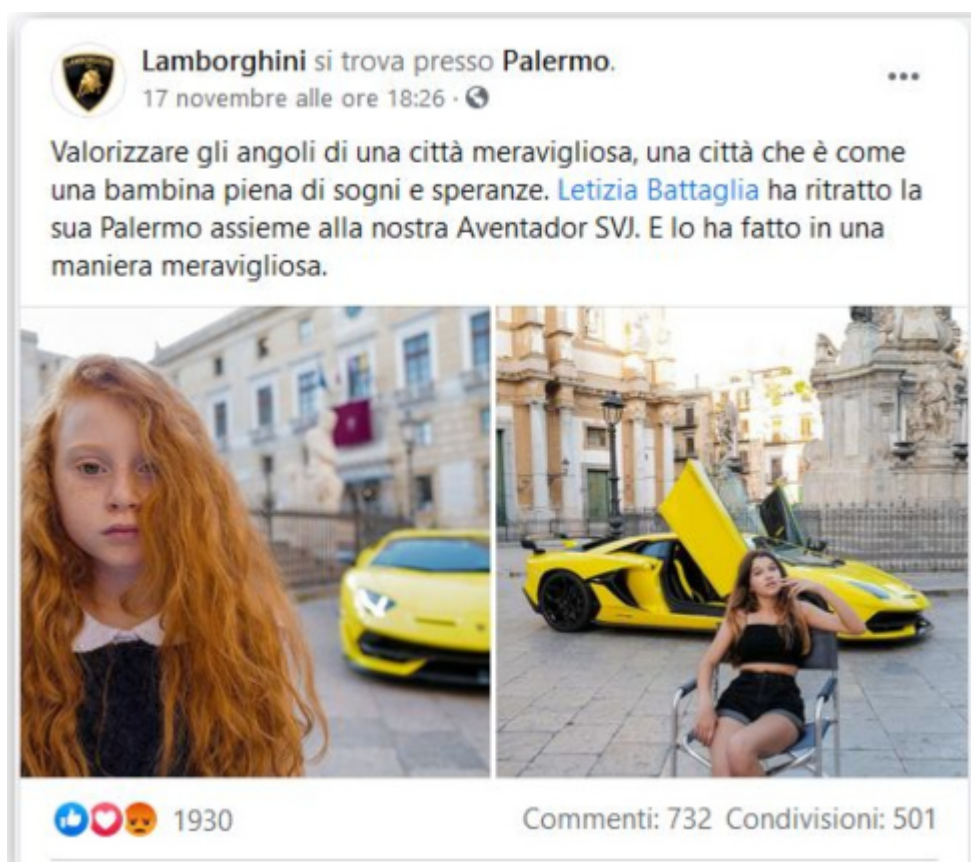 Lamborghini si trova presso Palermo.
17 novembre alle ore 18:26 ·
Valorizzare gli angoli di una città meravigliosa, una città che è come
una bambina piena di sogni e speranze. Letizia Battaglia ha ritratto la
sua Palermo assieme alla nostra Aventador SVJ. E lo ha fatto in una
maniera meravigliosa.
1930
Commenti: 732 Condivisioni: 501